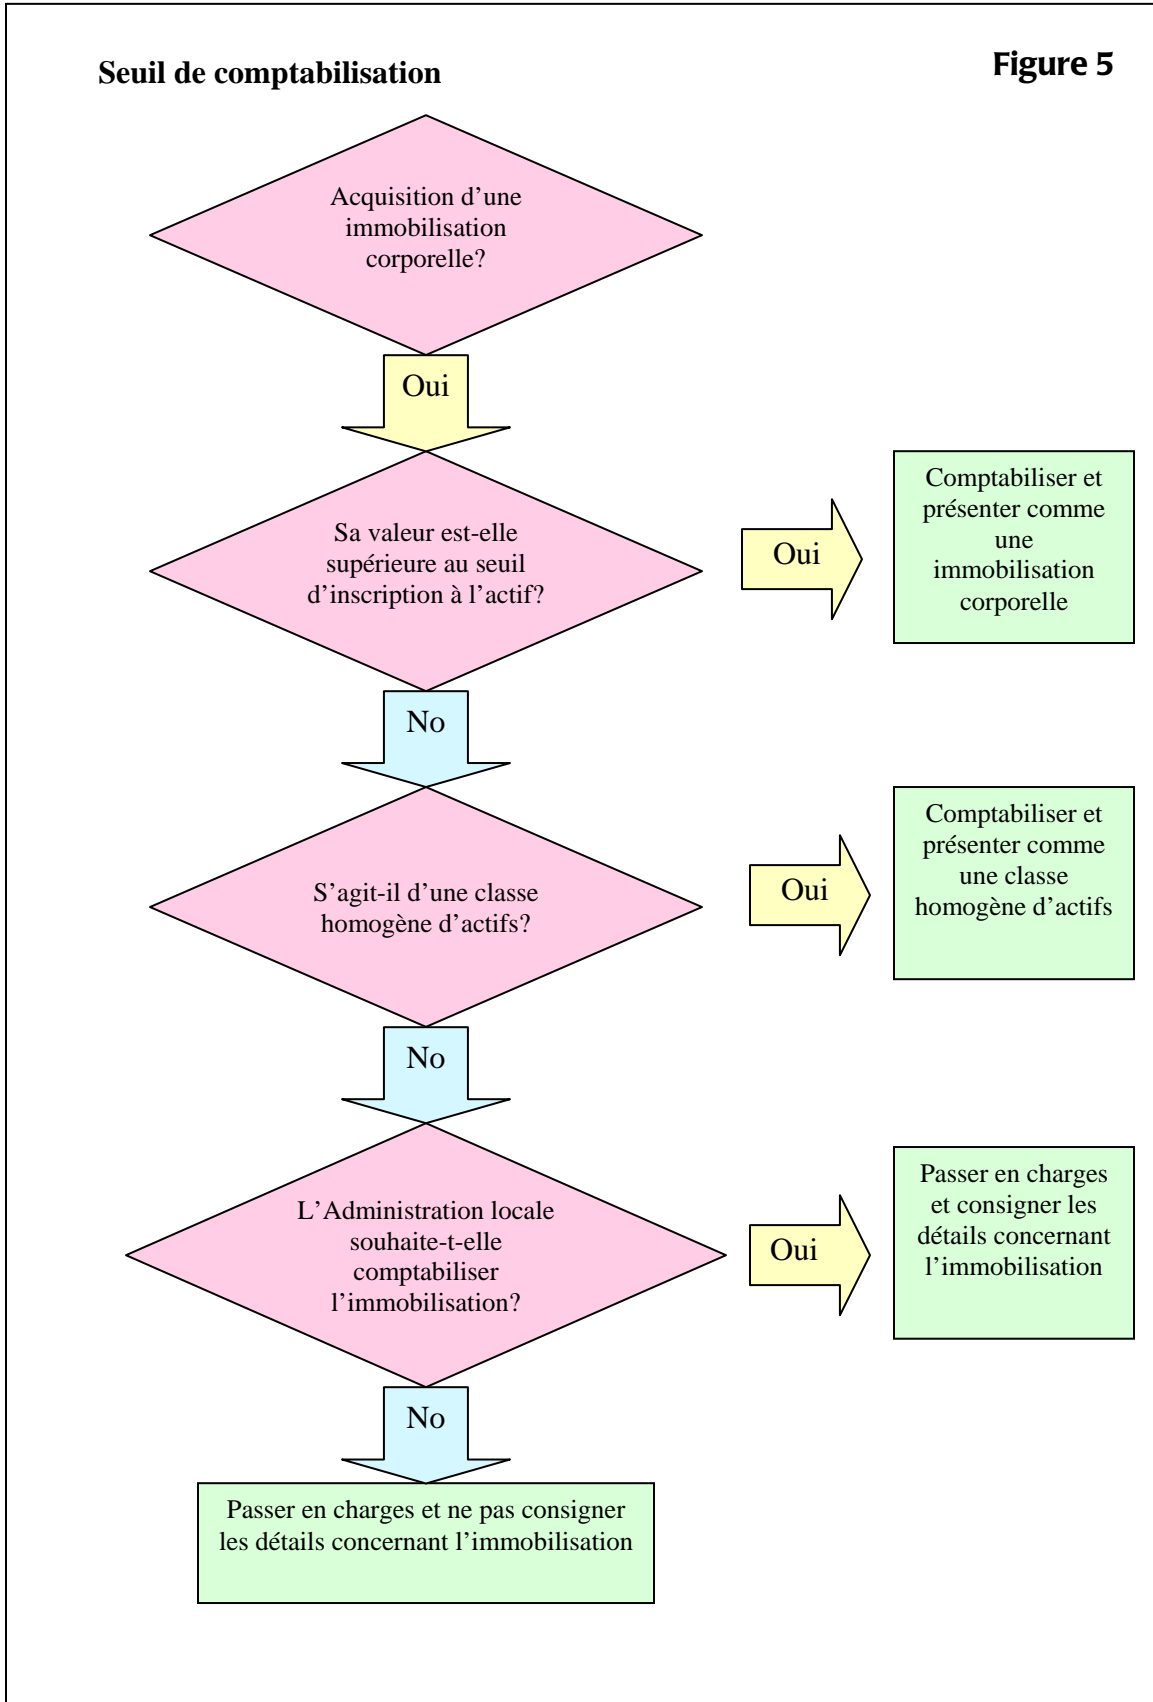 Seuil de comptabilisation
Figure 5
Acquisition d’une
immobilisation
corporelle?
Oui
Sa valeur est-elle
supérieure au seuil
d’inscription à l’actif?
Oui
Comptabiliser et
présenter comme
une
immobilisation
corporelle
No
S’agit-il d’une classe
homogène d’actifs?
Oui
Comptabiliser et
présenter comme
une classe
homogène d’actifs
No
L’Administration locale
souhaite-t-elle
comptabiliser
l’immobilisation?
Oui
Passer en charges
et consigner les
détails concernant
l’immobilisation
No
Passer en charges et ne pas consigner
les détails concernant l’immobilisation